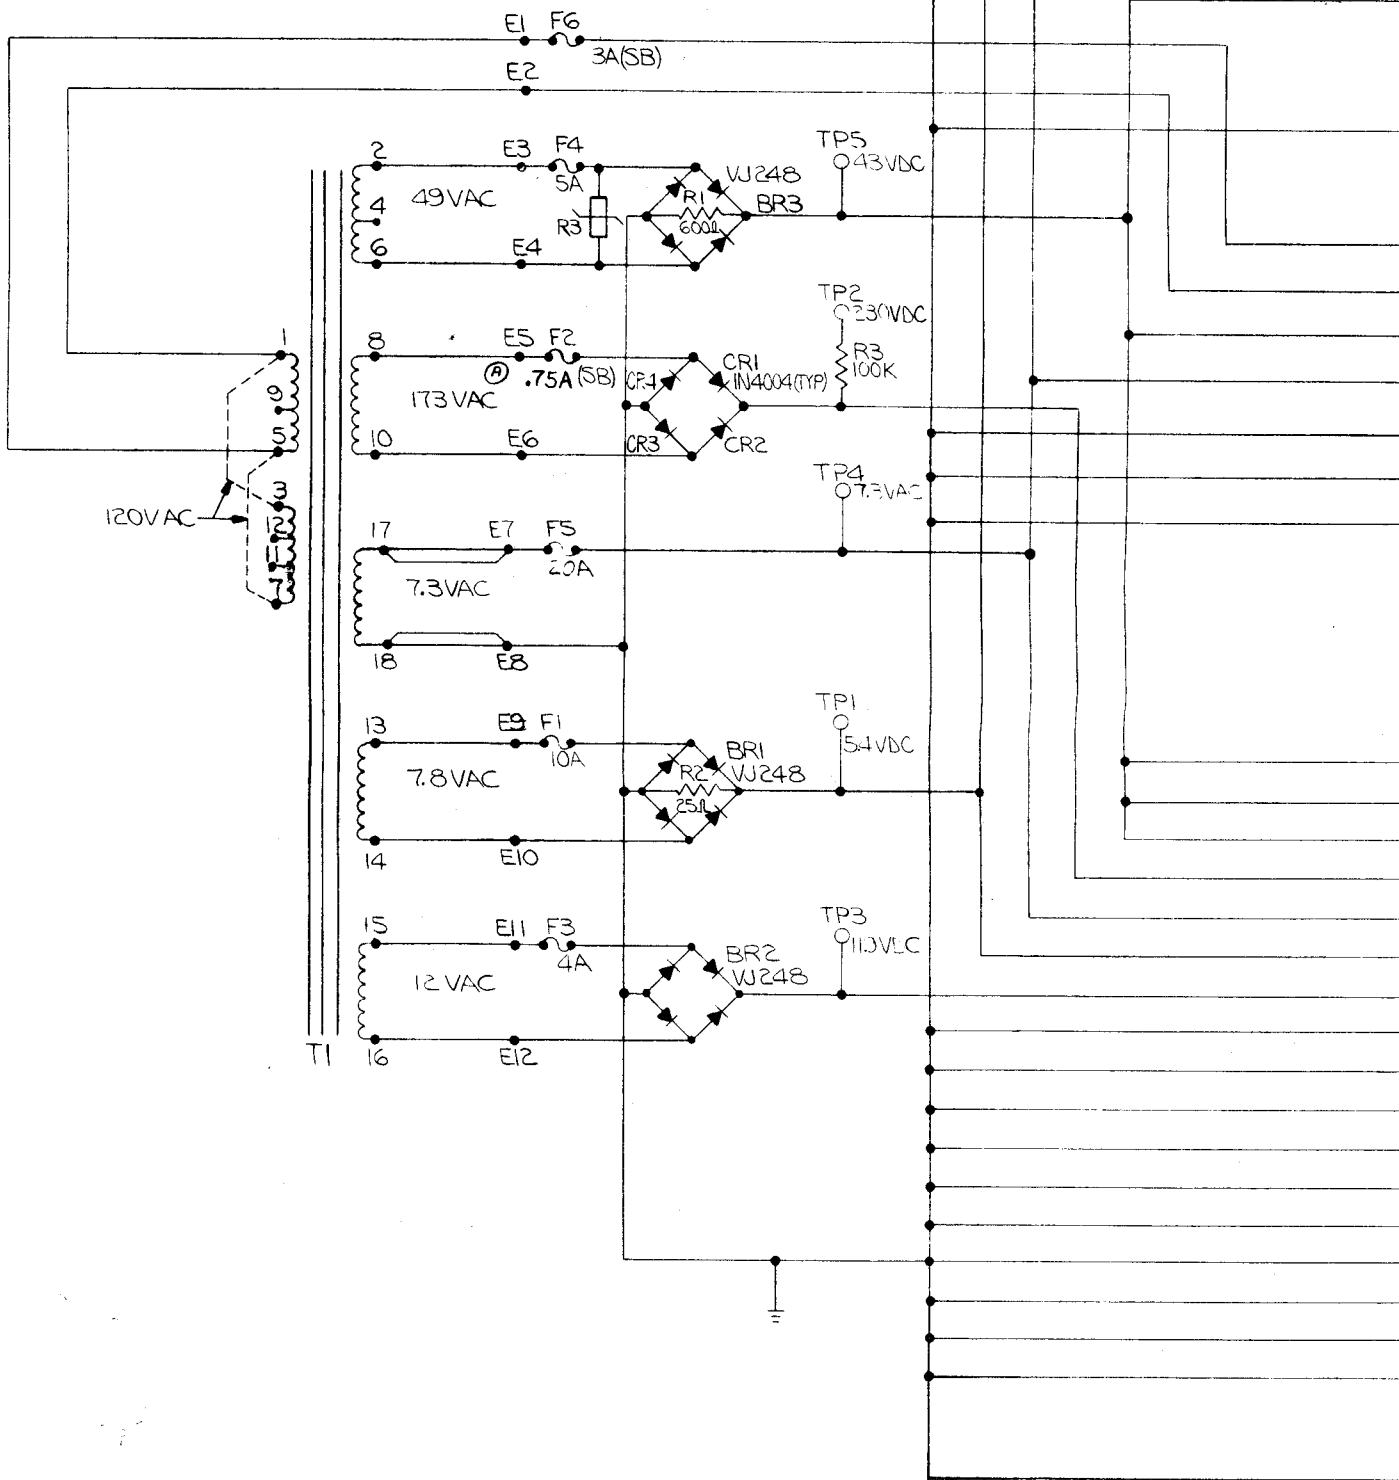 E1 F6
3A(SB)
E2
2
E3 F4
5A
49VAC
4
R3
6
E4
VJ248
R1
600Ω
BR3
TP5
43VDC
1
9
5
3
12
11
7
120VAC
8
E5 F2
A
.75A (SB)
173VAC
10
E6
CR4
CR1
IN4004(TYP)
CR3
CR2
TP2
230VDC
R3
100K
TP4
17
E7 F5
20A
7.3VAC
18
E8
13
E9 F1
10A
7.8VAC
14
E10
BR1
VJ248
R2
25Ω
TP1
5.4VDC
15
E11 F3
4A
12VAC
16
E12
BR2
VJ248
TP3
T1